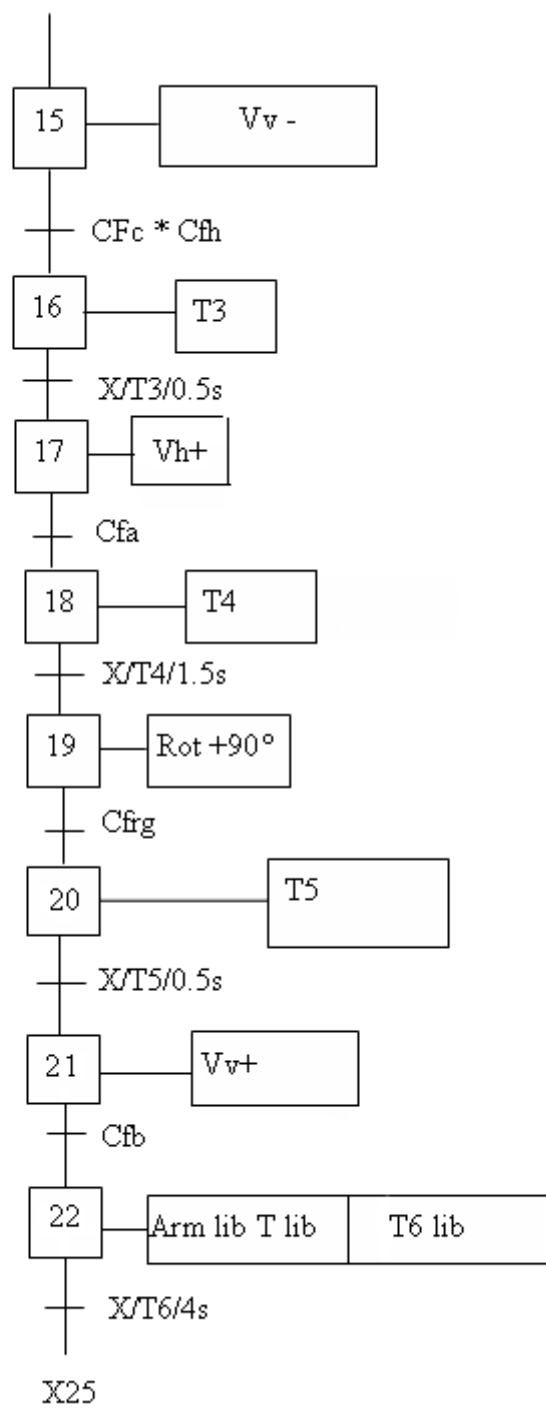 15 Vv -
CFc * Cfh
16 T3
X/T3/0.5s
17 Vh+
Cfa
18 T4
X/T4/1.5s
19 Rot +90°
Cfrg
20 T5
X/T5/0.5s
21 Vv+
Cfb
22 Arm lib T lib T6 lib
X/T6/4s
X25